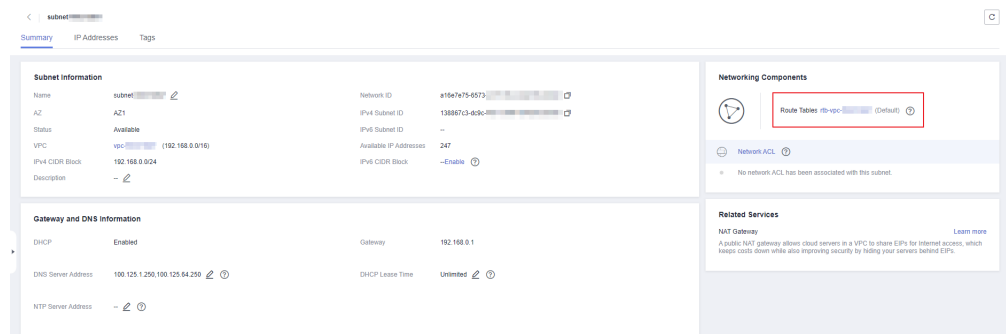 subnet
Summary IP Addresses Tags
Subnet Information
Name subnet
Network ID a16e7e75-6573-
AZ AZ1
IPv4 Subnet ID 138867c3-dc9c-
Status Available
IPv6 Subnet ID --
VPC vpc- (192.168.0.0/16)
Available IP Addresses 247
IPv4 CIDR Block 192.168.0.0/24
IPv6 CIDR Block --Enable
Description --
Gateway and DNS Information
DHCP Enabled
Gateway 192.168.0.1
DNS Server Address 100.125.1.250,100.125.64.250
DHCP Lease Time Unlimited
NTP Server Address --
Networking Components
Route Tables rtb-vpc- (Default)
Network ACL
No network ACL has been associated with this subnet.
Related Services
NAT Gateway Learn more
A public NAT gateway allows cloud servers in a VPC to share EIPs for Internet access, which
keeps costs down while also improving security by hiding your servers behind EIPs.